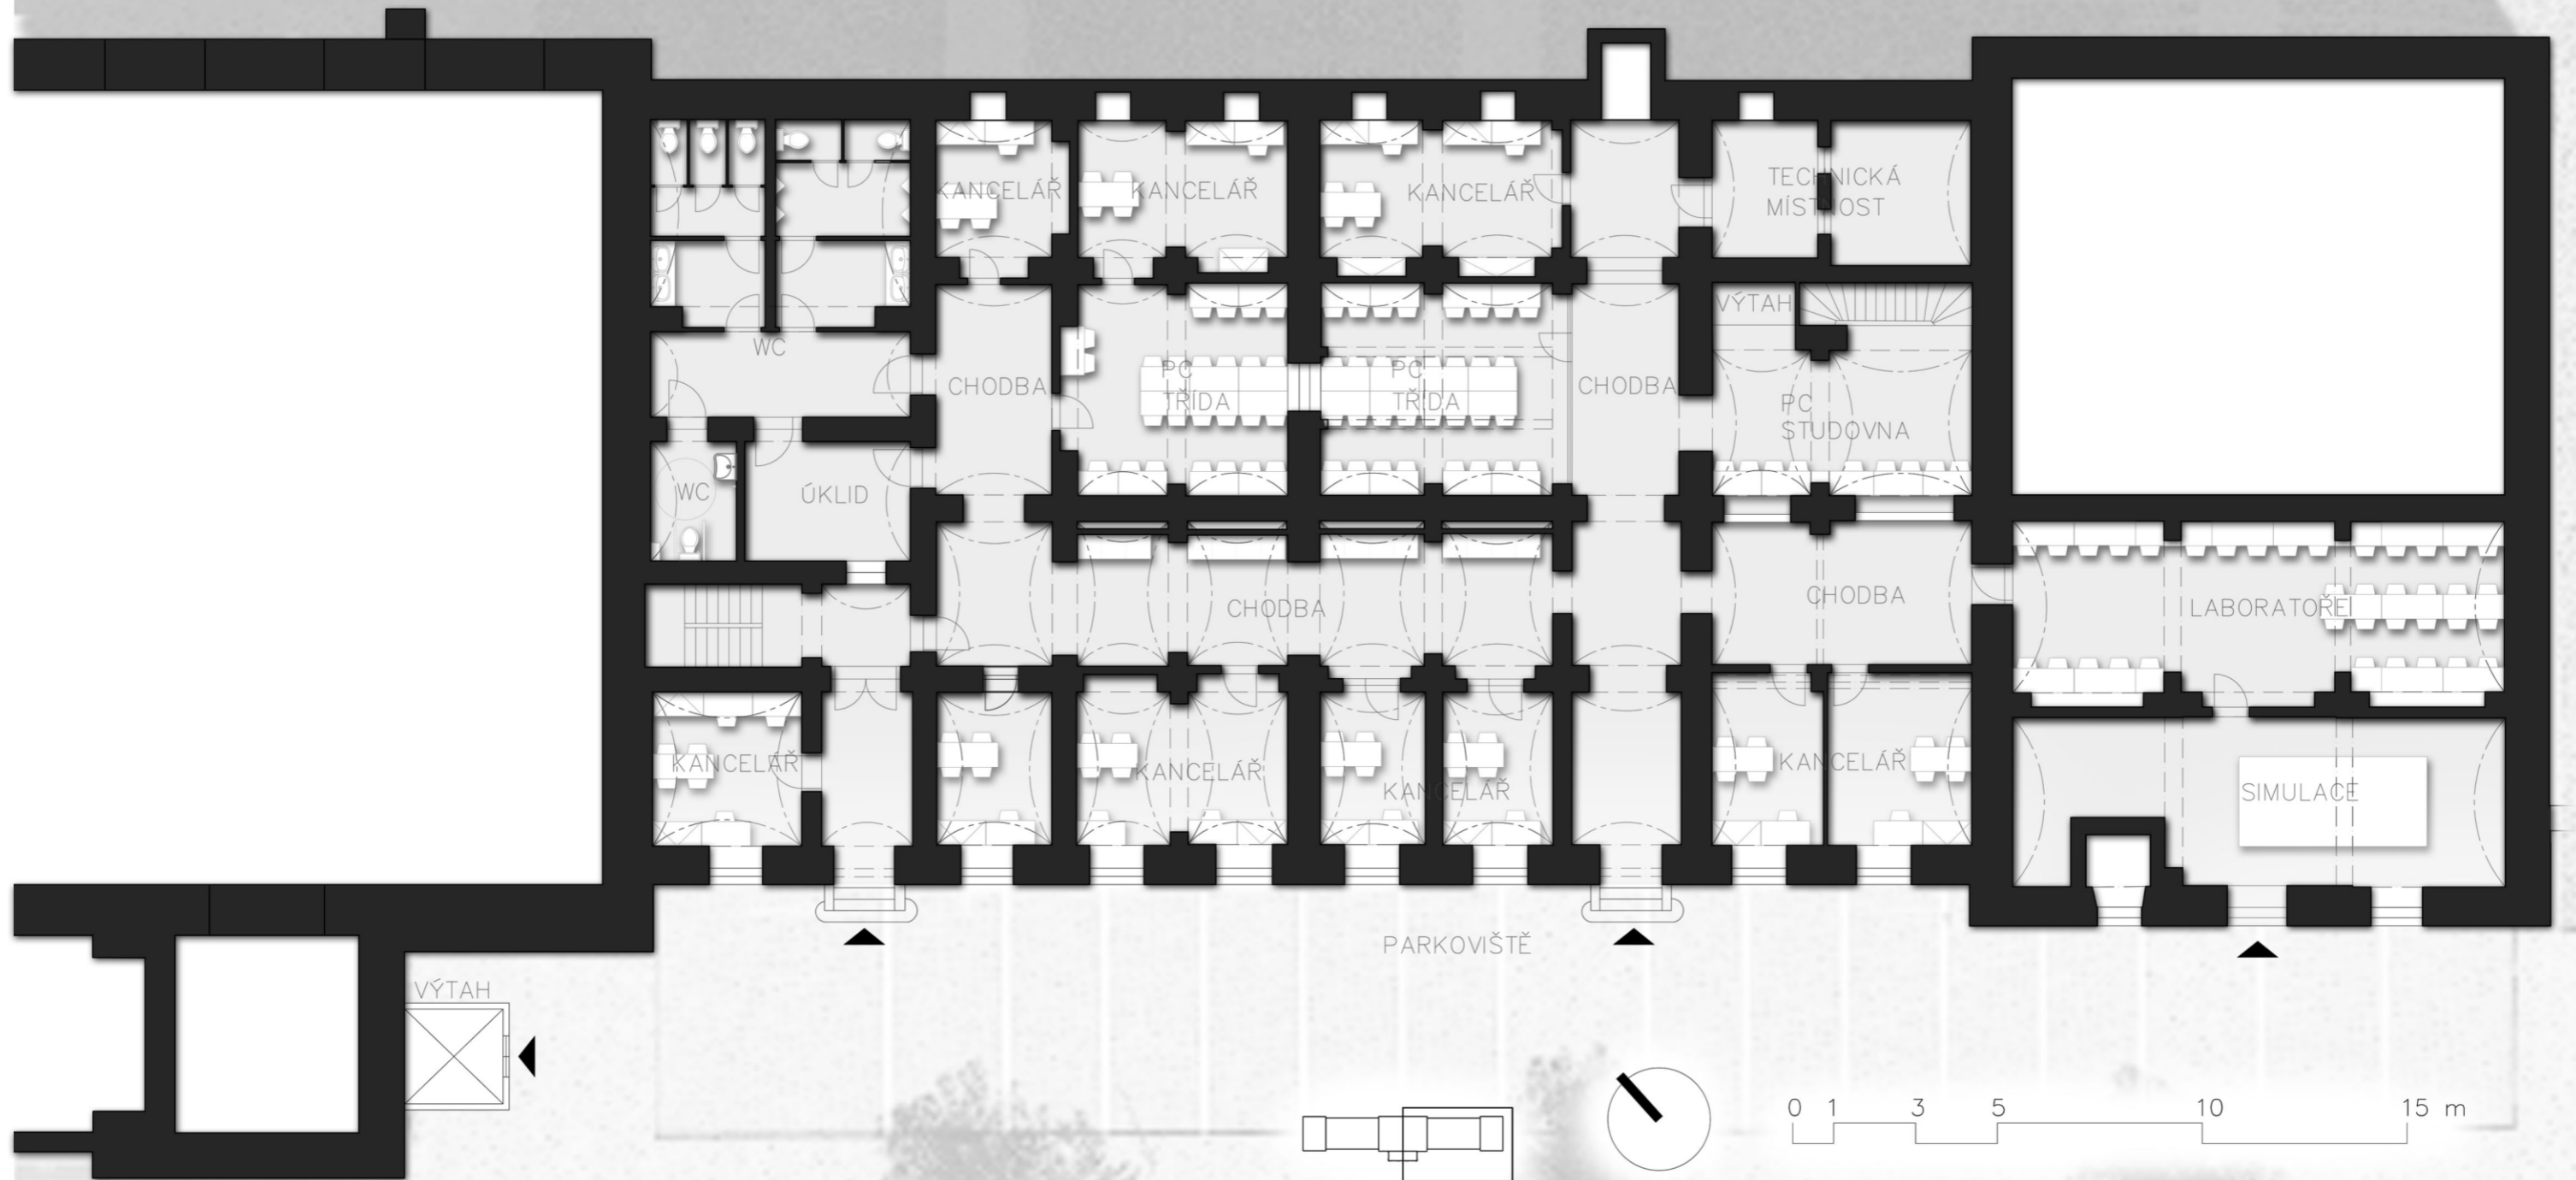 KANCELÁŘ
KANCELÁŘ
KANCELÁŘ
TECHNICKÁ
MÍSTNOST
VÝTAH
WC
CHODBA
PC
TŘÍDA
PC
TŘÍDA
CHODBA
PC
STUDOVNA
WC
ÚKLID
CHODBA
CHODBA
LABORATOŘE
KANCELÁŘ
KANCELÁŘ
KANCELÁŘ
KANCELÁŘ
SIMULACE
PARKOVIŠTĚ
VÝTAH
0 1 3 5 10 15 m